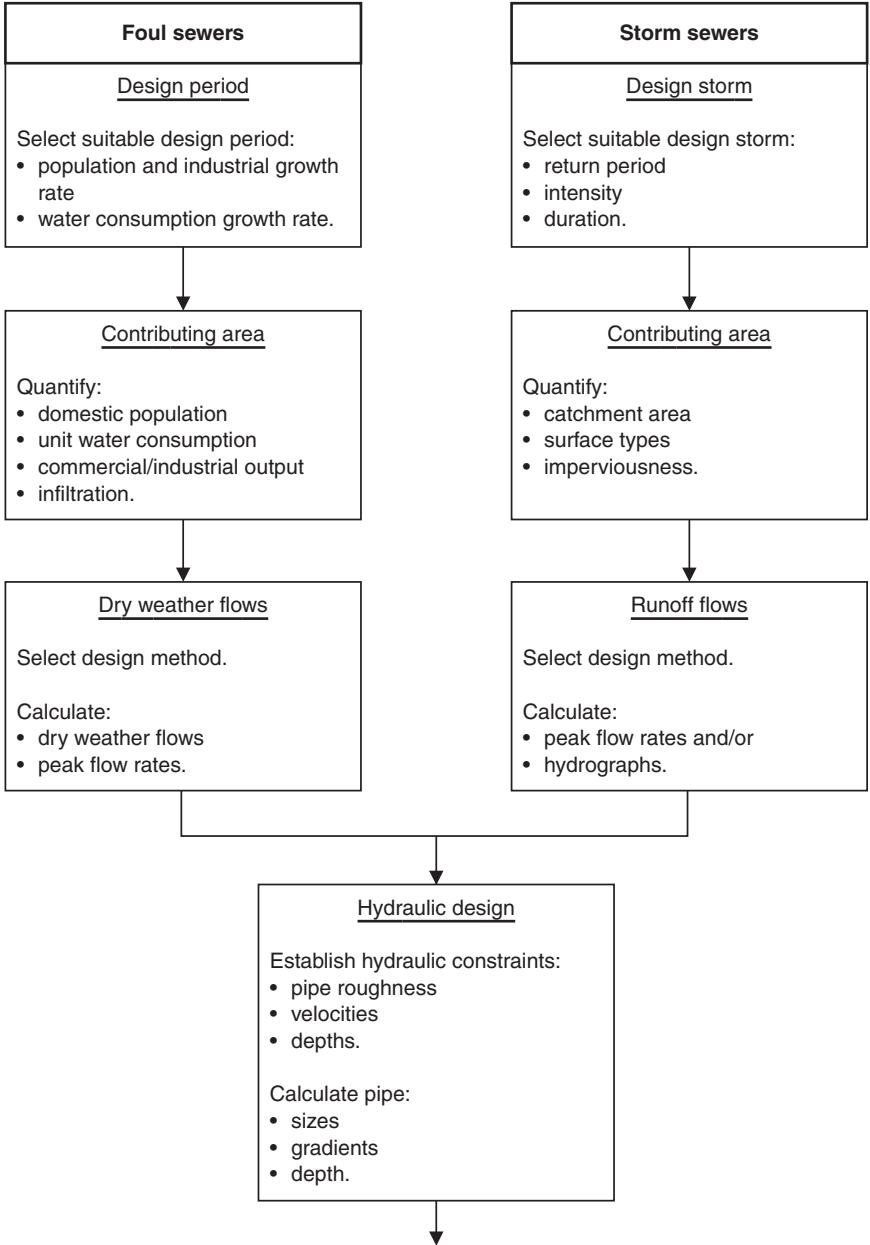 Foul sewers
Design period
Select suitable design period:
• population and industrial growth
rate
• water consumption growth rate.
Contributing area
Quantify:
• domestic population
• unit water consumption
• commercial/industrial output
• infiltration.
Dry weather flows
Select design method.
Calculate:
• dry weather flows
• peak flow rates.
Storm sewers
Design storm
Select suitable design storm:
• return period
• intensity
• duration.
Contributing area
Quantify:
• catchment area
• surface types
• imperviousness.
Runoff flows
Select design method.
Calculate:
• peak flow rates and/or
• hydrographs.
Hydraulic design
Establish hydraulic constraints:
• pipe roughness
• velocities
• depths.
Calculate pipe:
• sizes
• gradients
• depth.